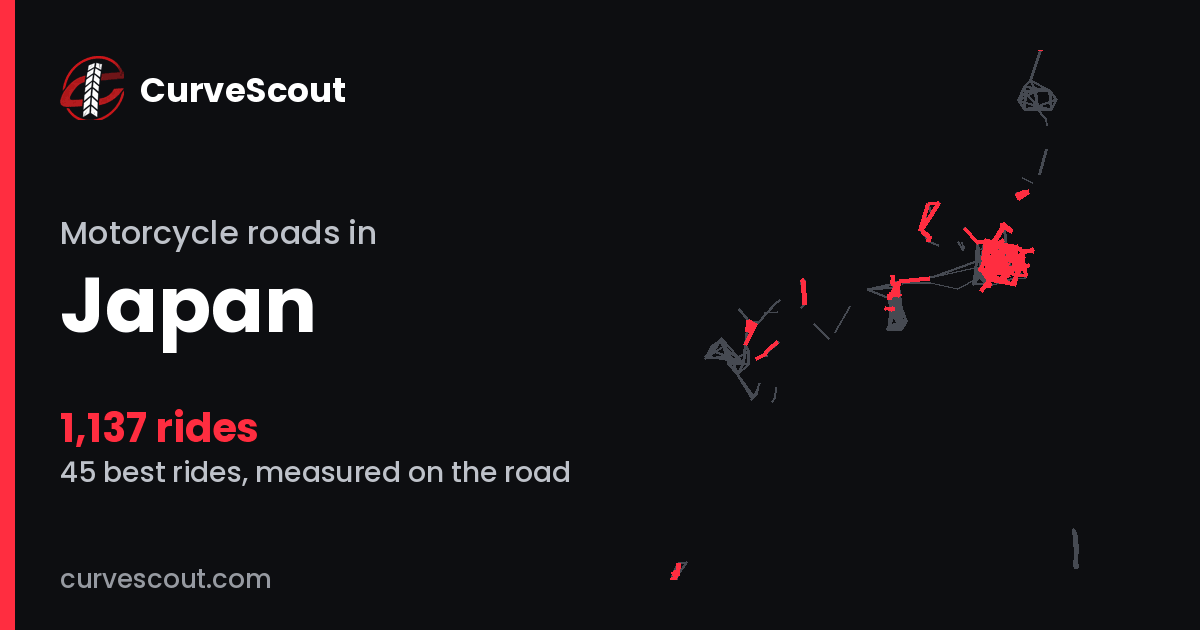 CurveScout
Motorcycle roads in
Japan
1,137 rides
45 best rides, measured on the road
curvescout.com